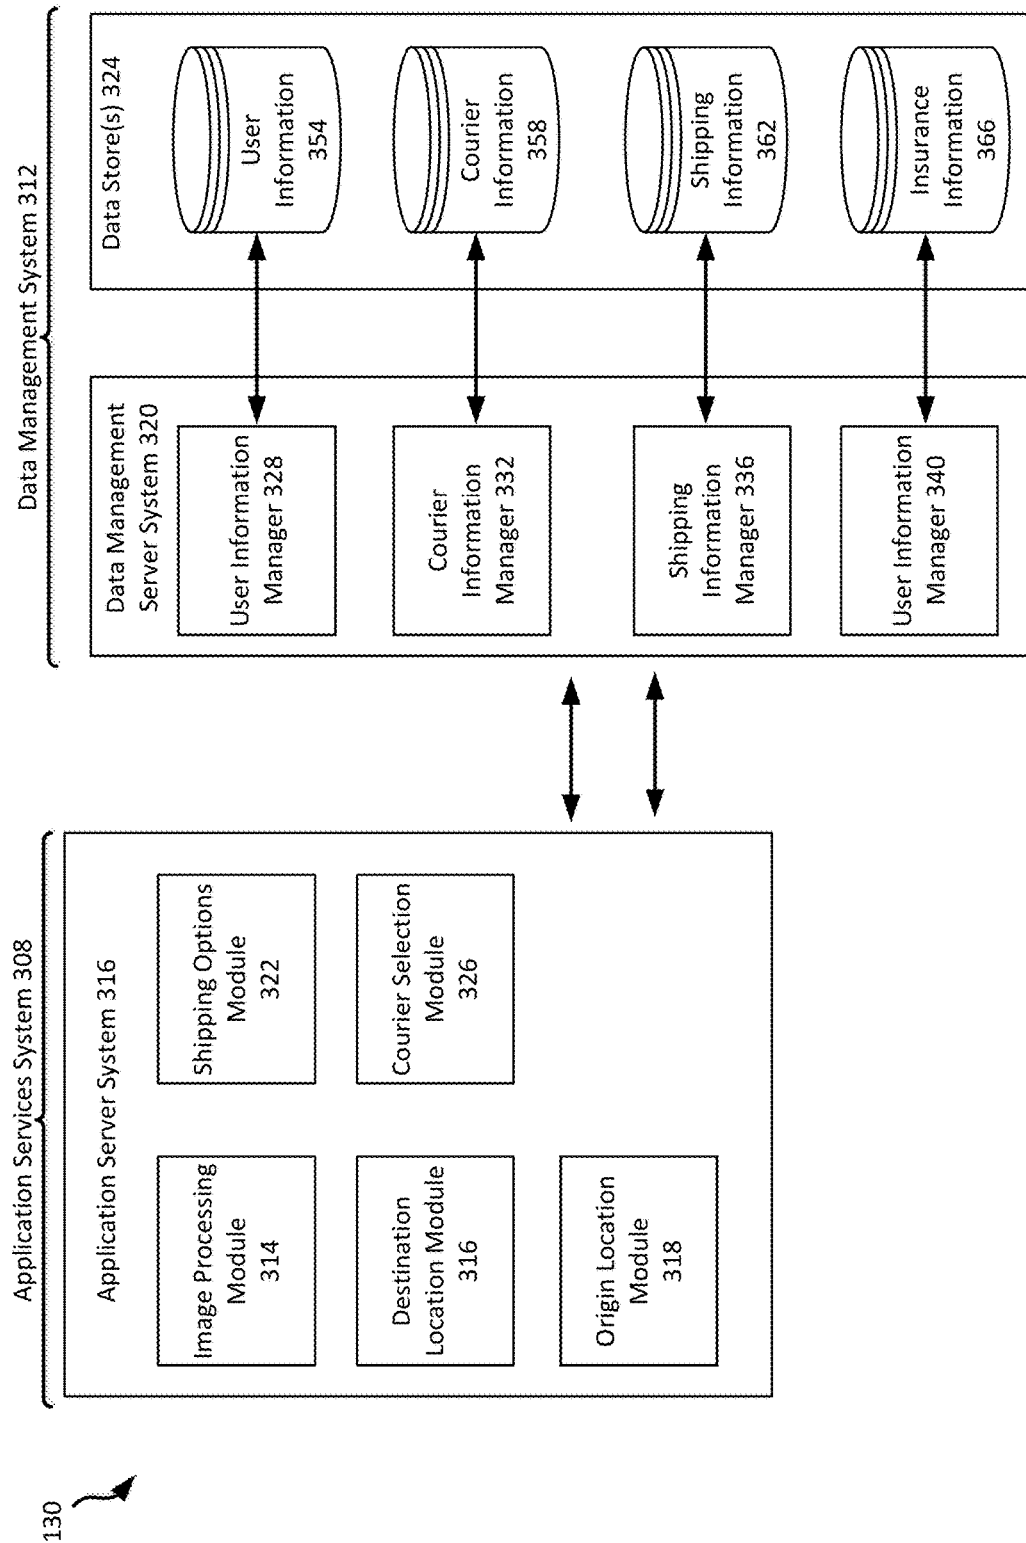 130
Application Services System 308
Application Server System 316
Image Processing
Module
314
Shipping Options
Module
322
Destination
Location Module
316
Courier Selection
Module
326
Origin Location
Module
318
Data Management System 312
Data Management
Server System 320
User Information
Manager 328
Courier
Information
Manager 332
Shipping
Information
Manager 336
User Information
Manager 340
Data Store(s) 324
User
Information
354
Courier
Information
358
Shipping
Information
362
Insurance
Information
366